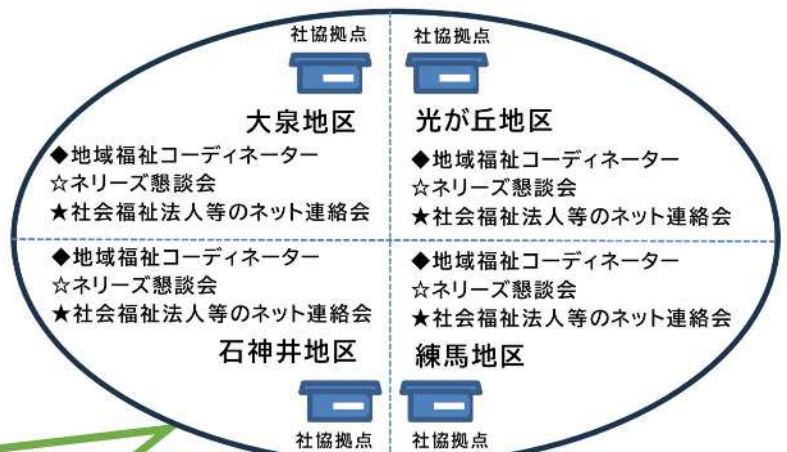 社協拠点
大泉地区
◆地域福祉コーディネーター
☆ネリーズ懇談会
★社会福祉法人等のネット連絡会
社協拠点
光が丘地区
◆地域福祉コーディネーター
☆ネリーズ懇談会
★社会福祉法人等のネット連絡会
◆地域福祉コーディネーター
☆ネリーズ懇談会
★社会福祉法人等のネット連絡会
石神井地区
社協拠点
◆地域福祉コーディネーター
☆ネリーズ懇談会
★社会福祉法人等のネット連絡会
練馬地区
社協拠点